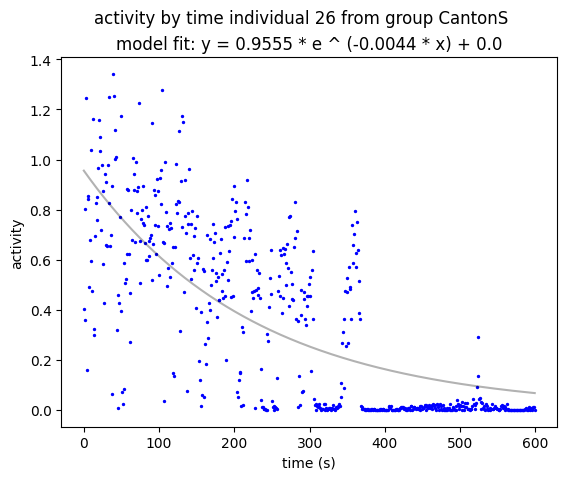 activity by time individual 26 from group CantonS
model fit: y = 0.9555 * e ^ (-0.0044 * x) + 0.0
1.4
1.2
1.0
0.8
0.6
0.4
0.2
0.0
activity
0 100 200 300 400 500 600
time (s)